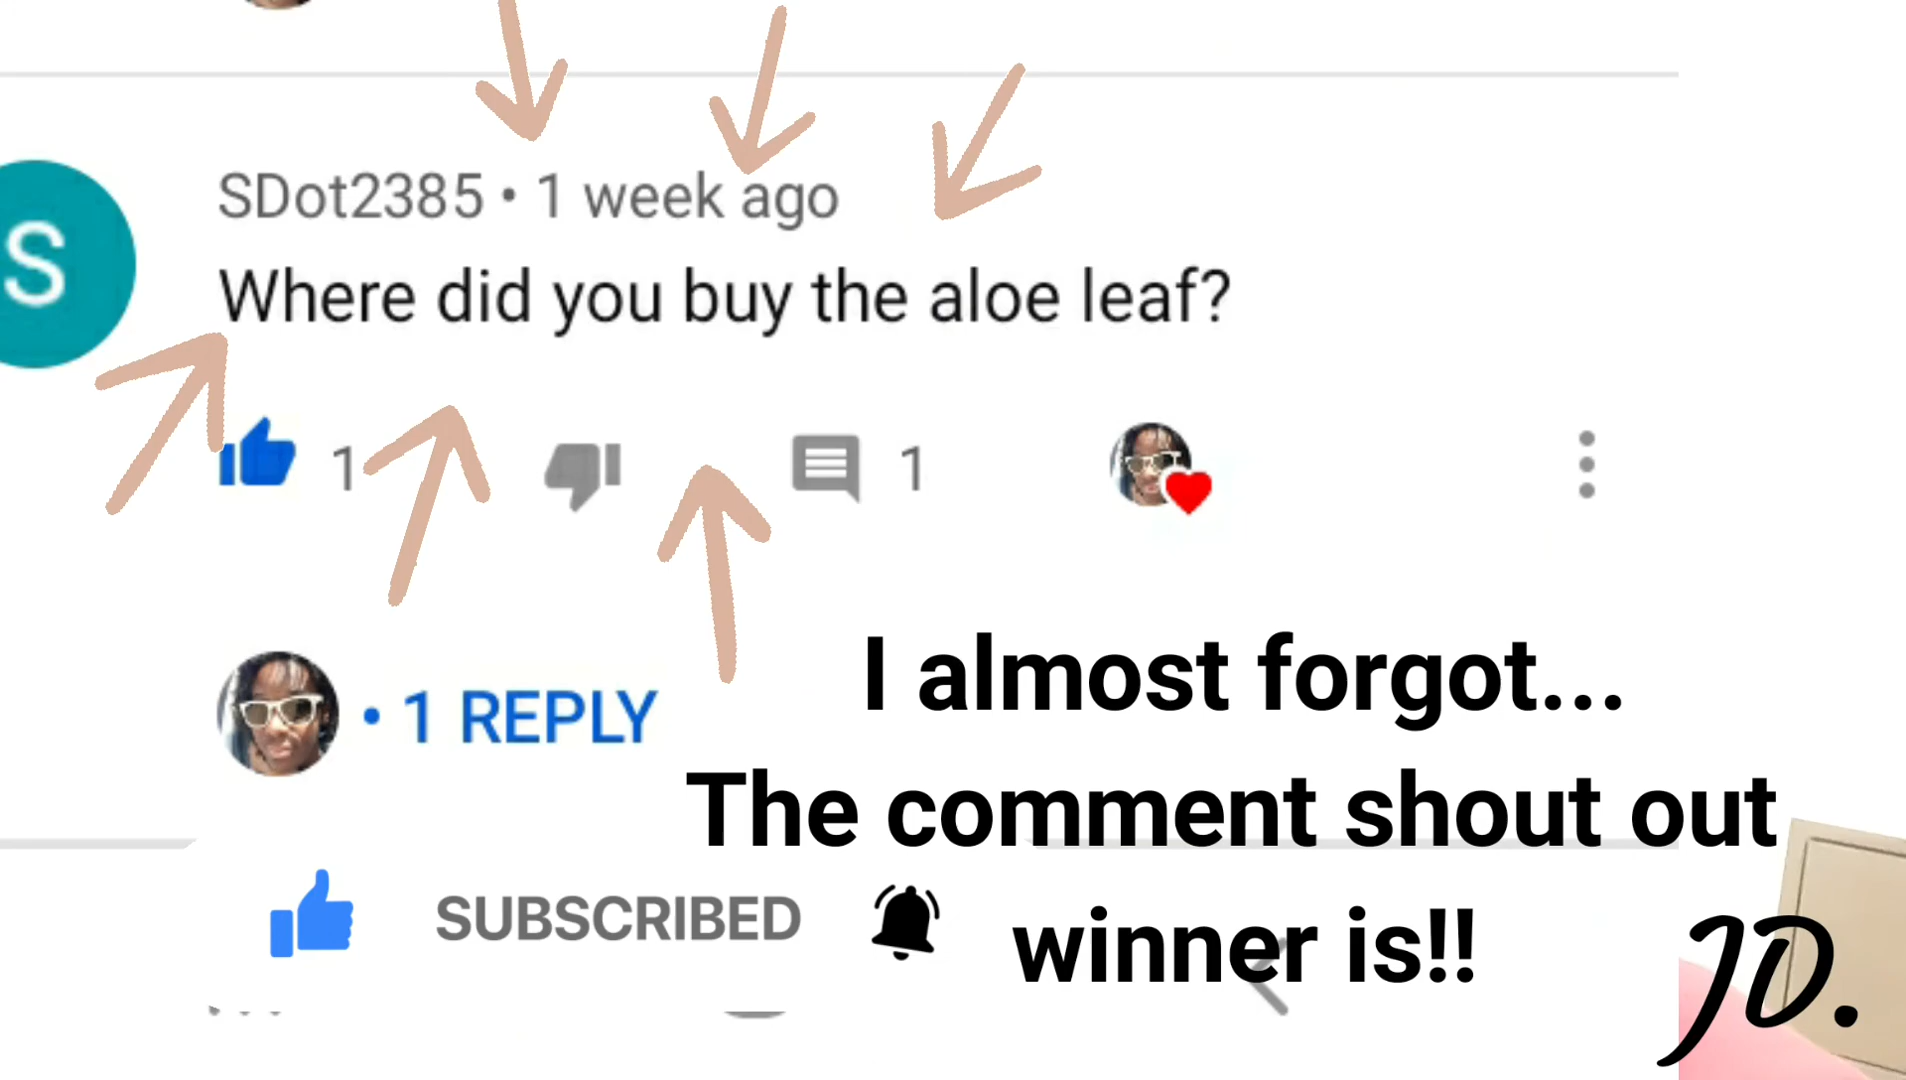 S
SDot2385 • 1 week ago
Where did you buy the aloe leaf?
1 1
• 1 REPLY
I almost forgot...
The comment shout out
winner is!!
SUBSCRIBED
JD.